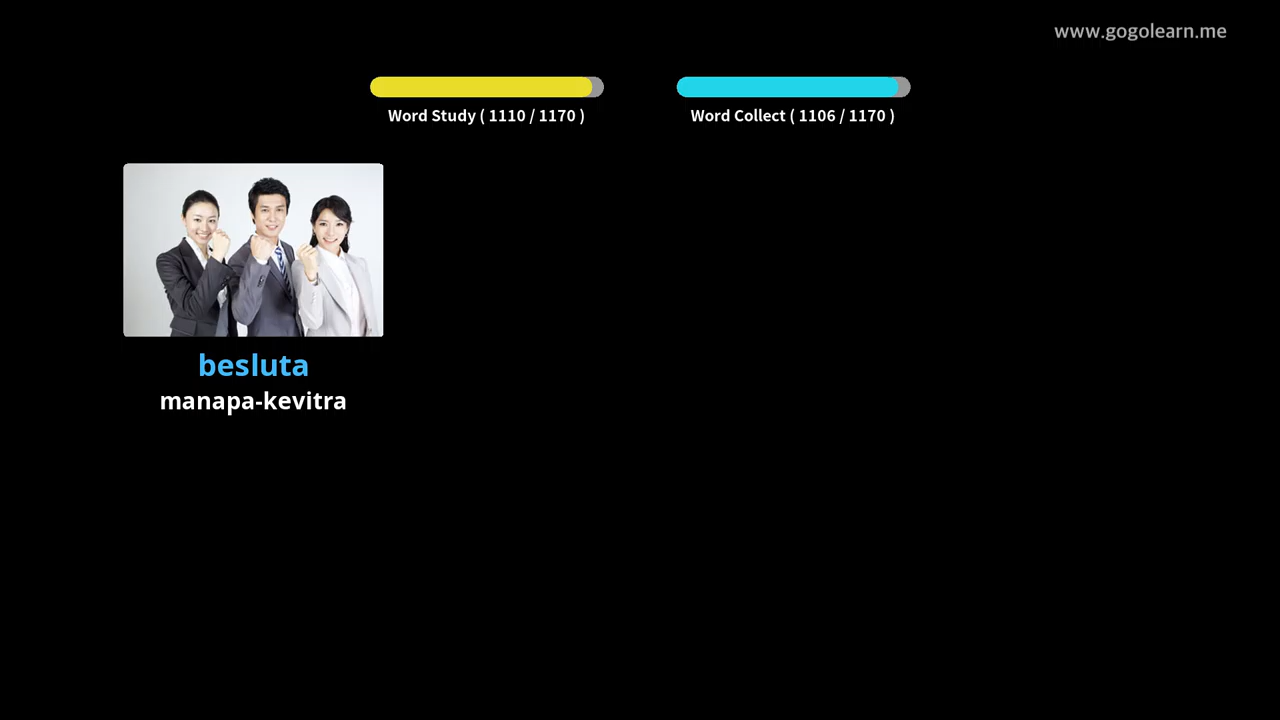 www.gogolearn.me
Word Study ( 1110 / 1170 )
Word Collect ( 1106 / 1170 )
besluta
manapa-kevitra